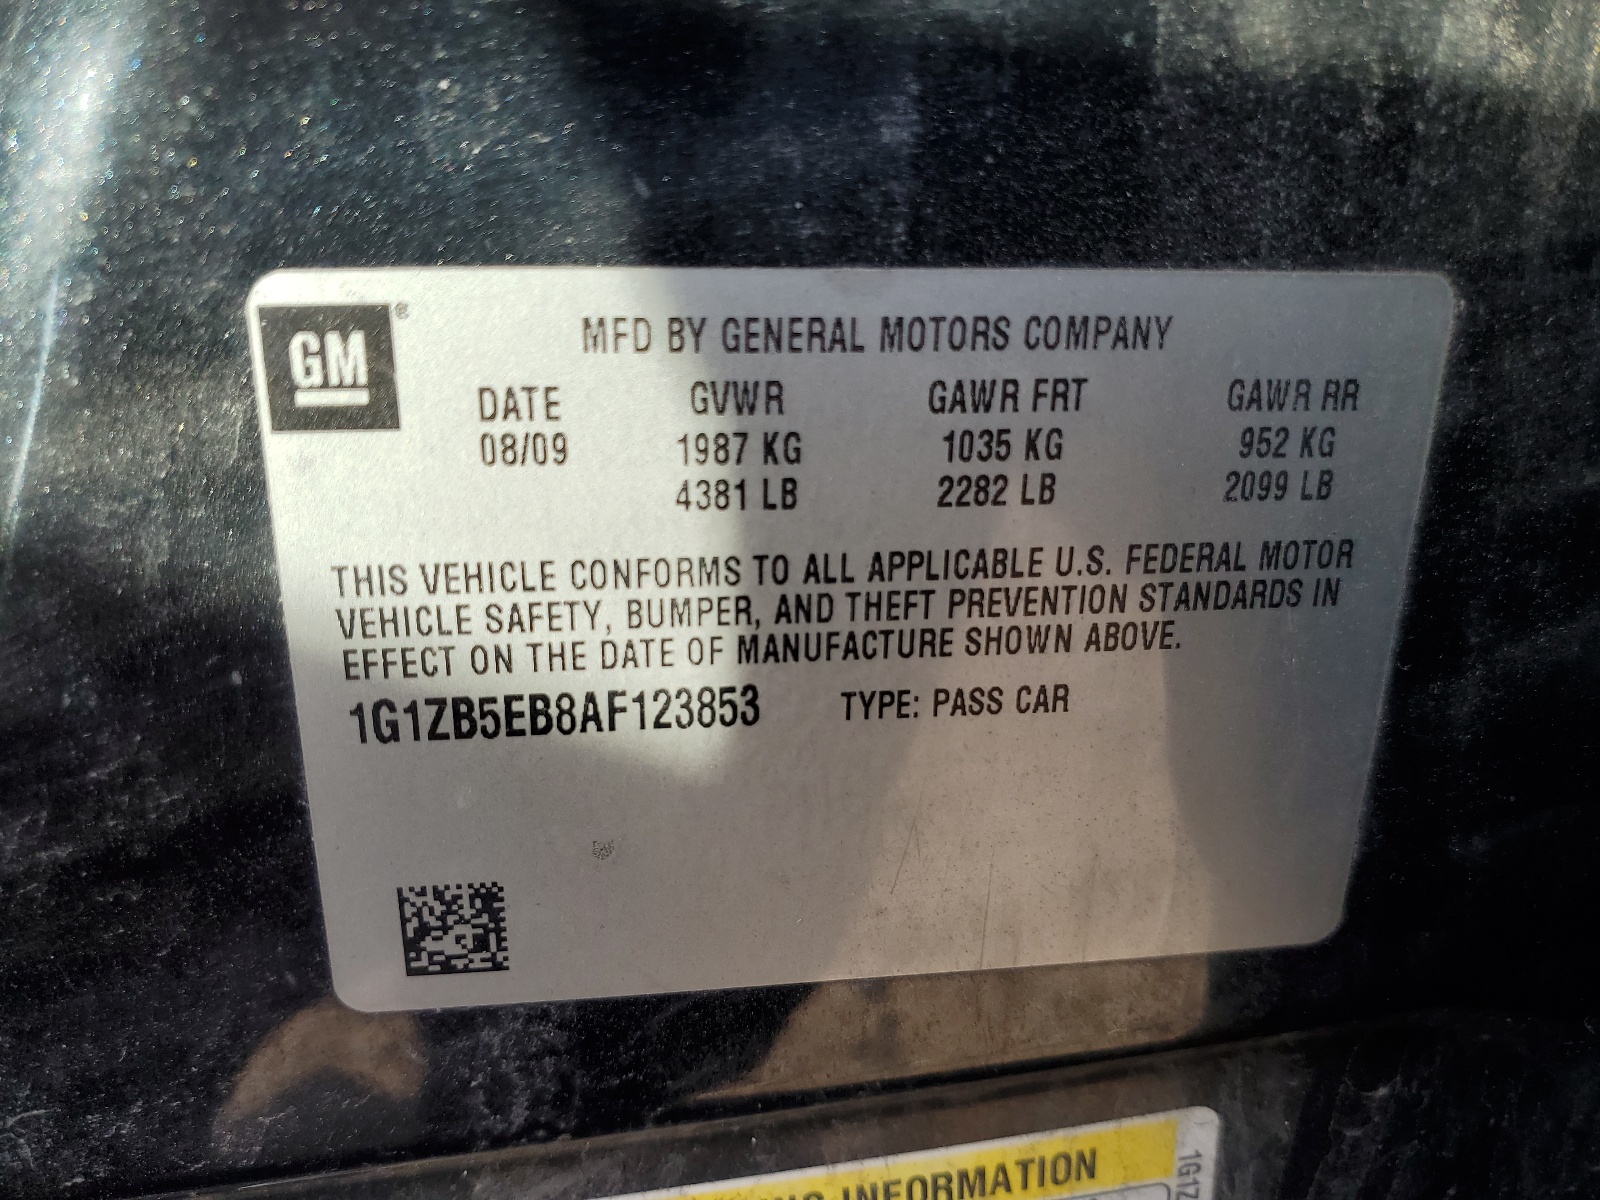 GM®
MFD BY GENERAL MOTORS COMPANY
DATE GVWR GAWR FRT GAWR RR
08/09 1987 KG 1035 KG 952 KG
4381 LB 2282 LB 2099 LB
THIS VEHICLE CONFORMS TO ALL APPLICABLE U.S. FEDERAL MOTOR
VEHICLE SAFETY, BUMPER, AND THEFT PREVENTION STANDARDS IN
EFFECT ON THE DATE OF MANUFACTURE SHOWN ABOVE.
1G1ZB5EB8AF123853 TYPE: PASS CAR
INFORMATION
1G1Z